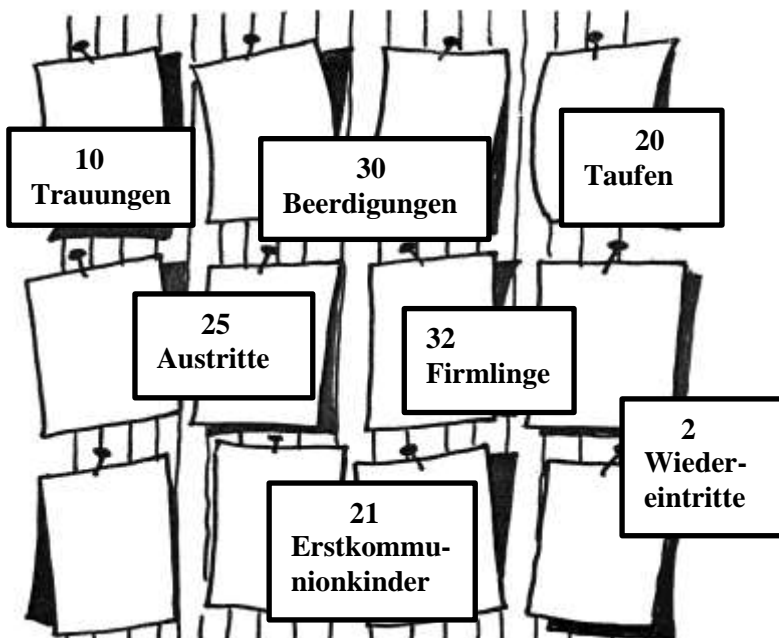 10
Trauungen
30
Beerdigungen
20
Taufen
25
Austritte
32
Firmlinge
2
Wieder-
eintritte
21
Erstkommu-
nionkinder